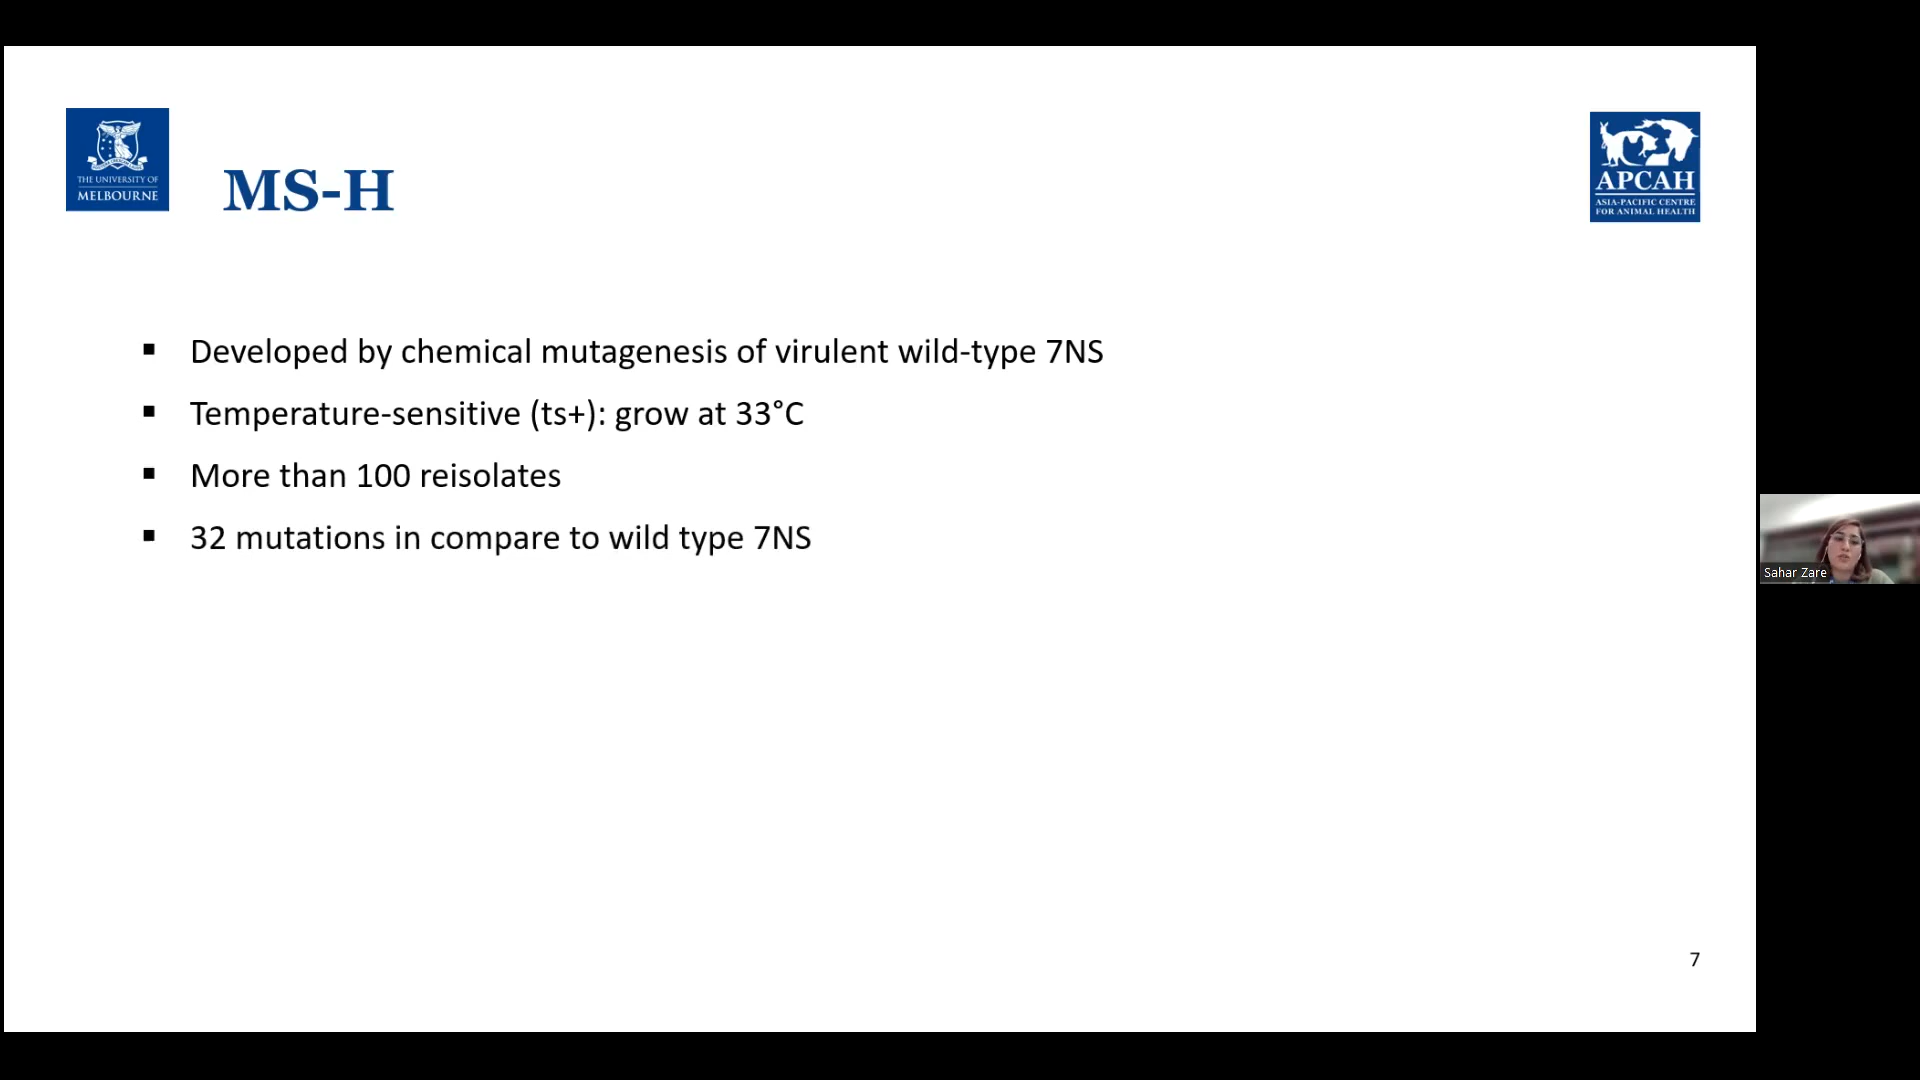 THE UNIVERSITY OF
MELBOURNE
MS-H
APCAH
ASIA-PACIFIC CENTRE
FOR ANIMAL HEALTH
▪ Developed by chemical mutagenesis of virulent wild-type 7NS
▪ Temperature-sensitive (ts+): grow at 33°C
▪ More than 100 reisolates
▪ 32 mutations in compare to wild type 7NS
Sahar Zare
7